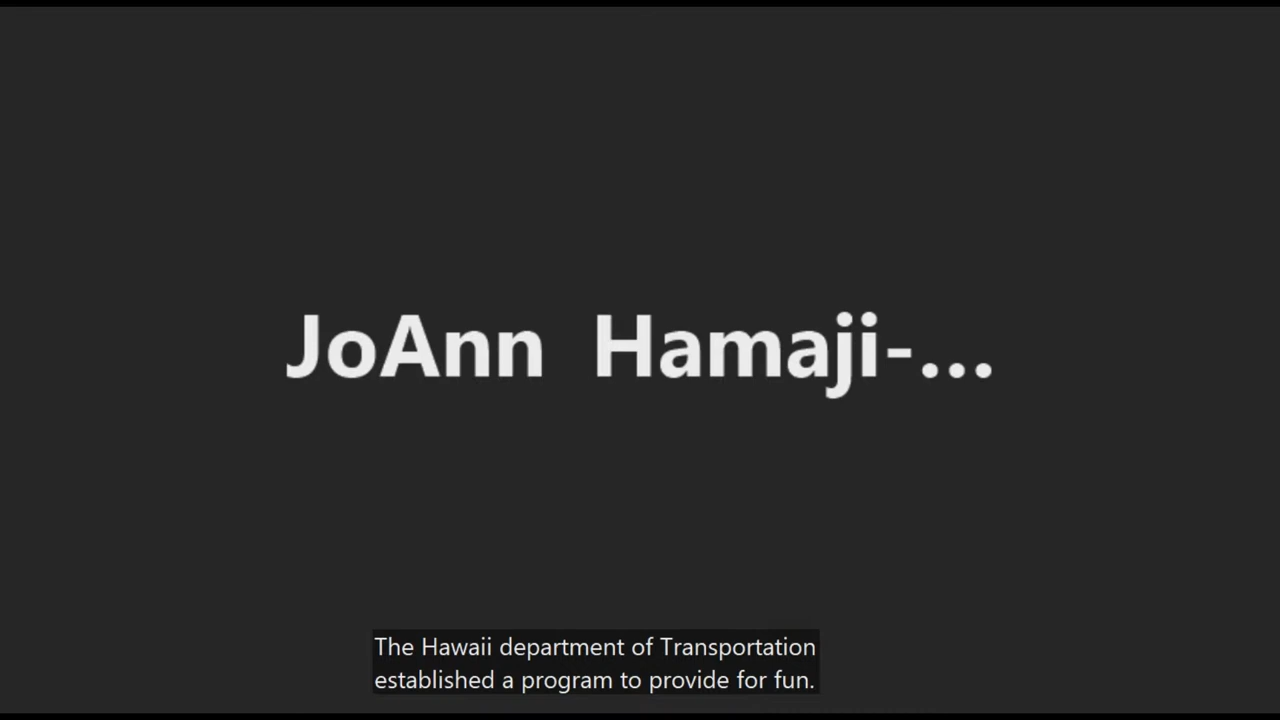 JoAnn Hamaji-...
The Hawaii department of Transportation
established a program to provide for fun.